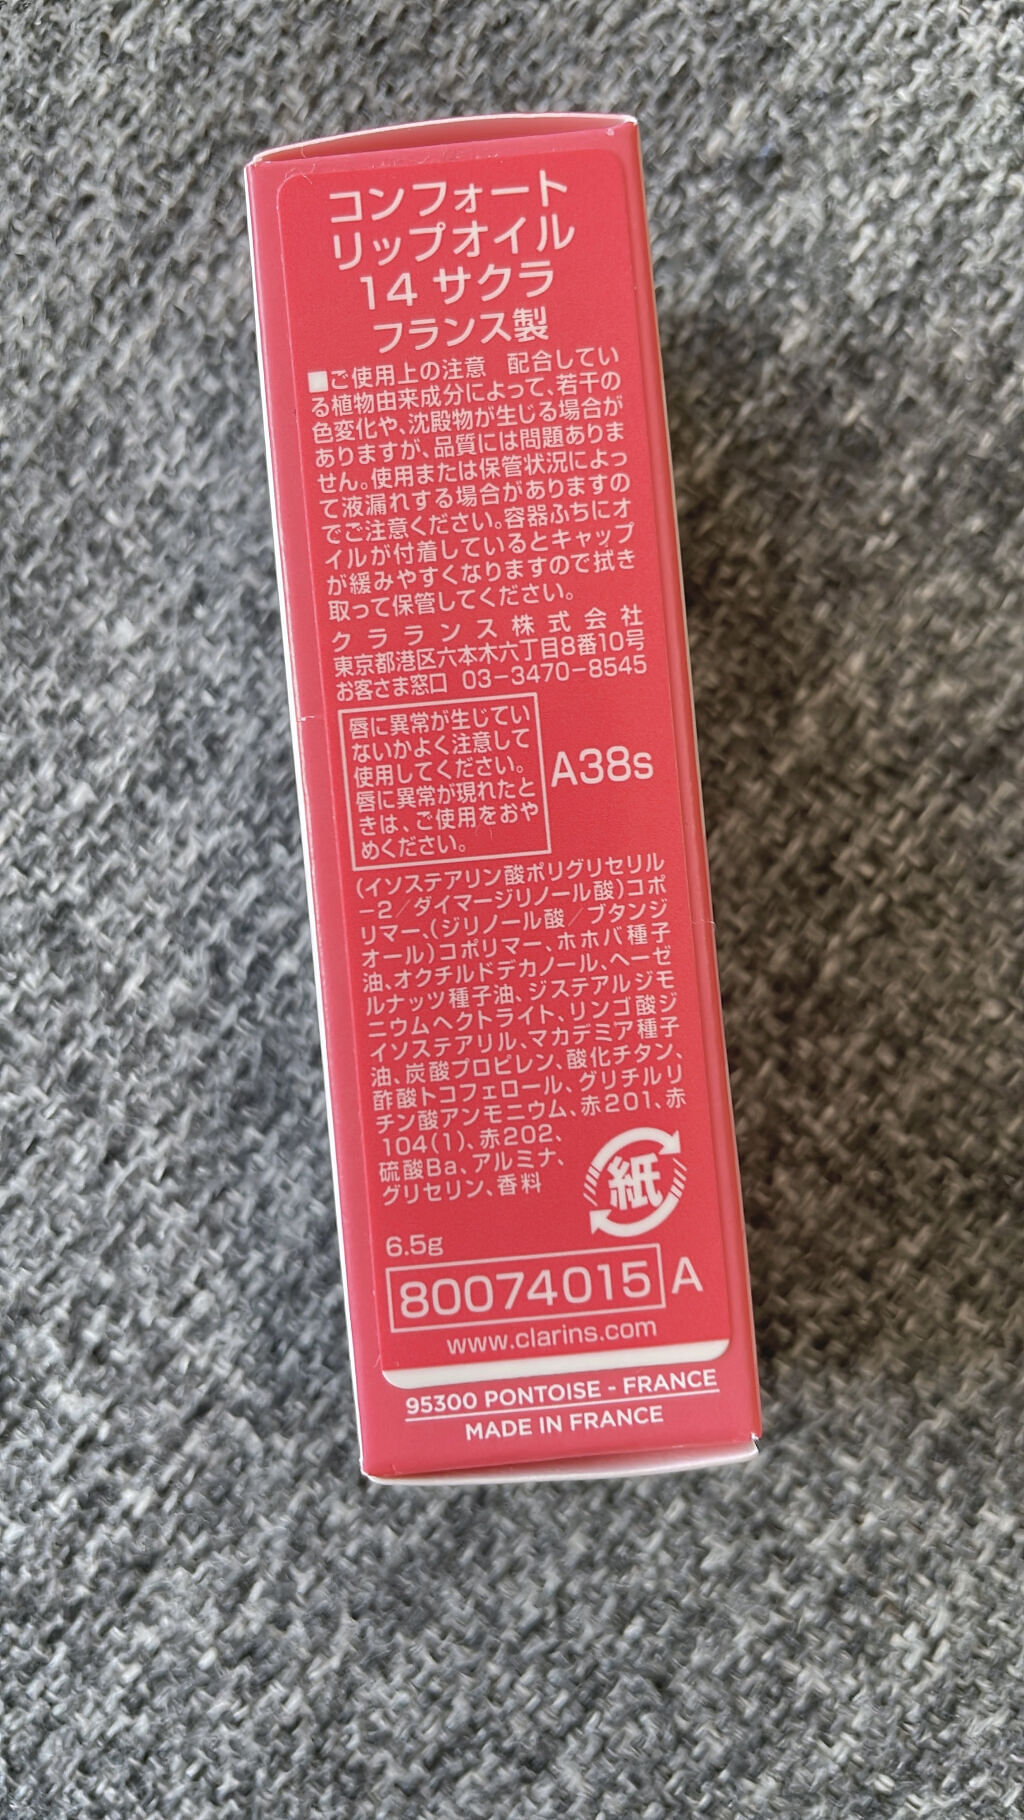 コンフォート
リップオイル
14 サクラ
フランス製
■ご使用上の注意 配合してい
る植物由来成分によって、若干の
色変化や、沈殿物が生じる場合が
ありますが、品質には問題ありま
せん。使用または保管状況によっ
て液漏れする場合がありますの
でご注意ください。容器ふちにオ
イルが付着しているとキャップ
が緩みやすくなりますので拭き
取って保管してください。
クラランス株式会社
東京都港区六本木六丁目8番10号
お客さま窓口 03-3470-8545
唇に異常が生じてい
ないかよく注意して
使用してください。
唇に異常が現れたと
きは、ご使用をおや
めください。
A38s
(イソステアリン酸ポリグリセリル
-2/ダイマージリノール酸)コポ
リマー、(ジリノール酸/ブタンジ
オール)コポリマー、ホホバ種子
油、オクチルドデカノール、ヘーゼ
ルナッツ種子油、ジステアルジモ
ニウムヘクトライト、リンゴ酸ジ
イソステアリル、マカデミア種子
油、炭酸プロピレン、酸化チタン、
酢酸トコフェロール、グリチルリ
チン酸アンモニウム、赤201、赤
104(1)、赤202、
硫酸Ba、アルミナ、
グリセリン、香料
紙
6.5g
80074015 A
www.clarins.com
95300 PONTOISE - FRANCE
MADE IN FRANCE